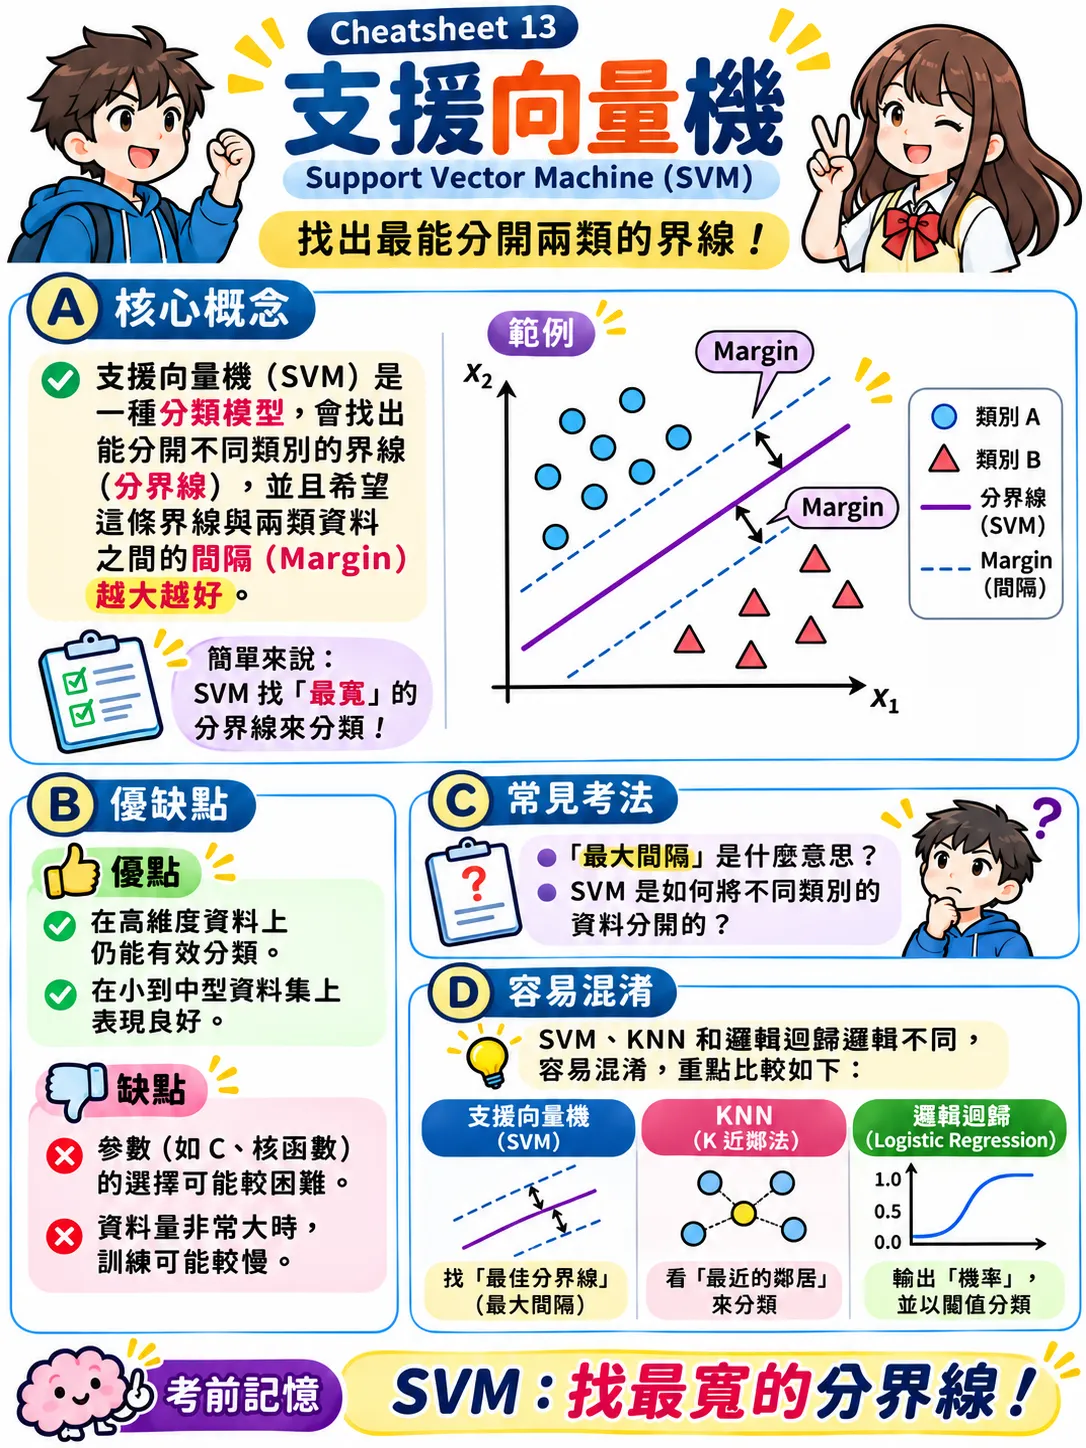 Cheatsheet 13
支援向量機
Support Vector Machine (SVM)
找出最能分開兩類的界線！
A 核心概念
支援向量機（SVM）是
一種分類模型，會找出
能分開不同類別的界線
（分界線），並且希望
這條界線與兩類資料
之間的間隔（Margin）
越大越好。
簡單來說：
SVM 找「最寬」的
分界線來分類！
範例
X₂
Margin
Margin
X₁
類別 A
類別 B
分界線
(SVM)
Margin
(間隔)
B 優缺點
優點
在高維度資料上
仍能有效分類。
在小到中型資料集上
表現良好。
缺點
參數 (如 C、核函數)
的選擇可能較困難。
資料量非常大時，
訓練可能較慢。
C 常見考法
?
?
「最大間隔」是什麼意思？
SVM 是如何將不同類別的
資料分開的？
D 容易混淆
SVM、KNN 和邏輯迴歸邏輯不同，
容易混淆，重點比較如下：
支援向量機
(SVM)
找「最佳分界線」
(最大間隔)
KNN
(K 近鄰法)
看「最近的鄰居」
來分類
邏輯迴歸
(Logistic Regression)
1.0
0.5
0.0
輸出「機率」，
並以閾值分類
考前記憶
SVM：找最寬的分界線！